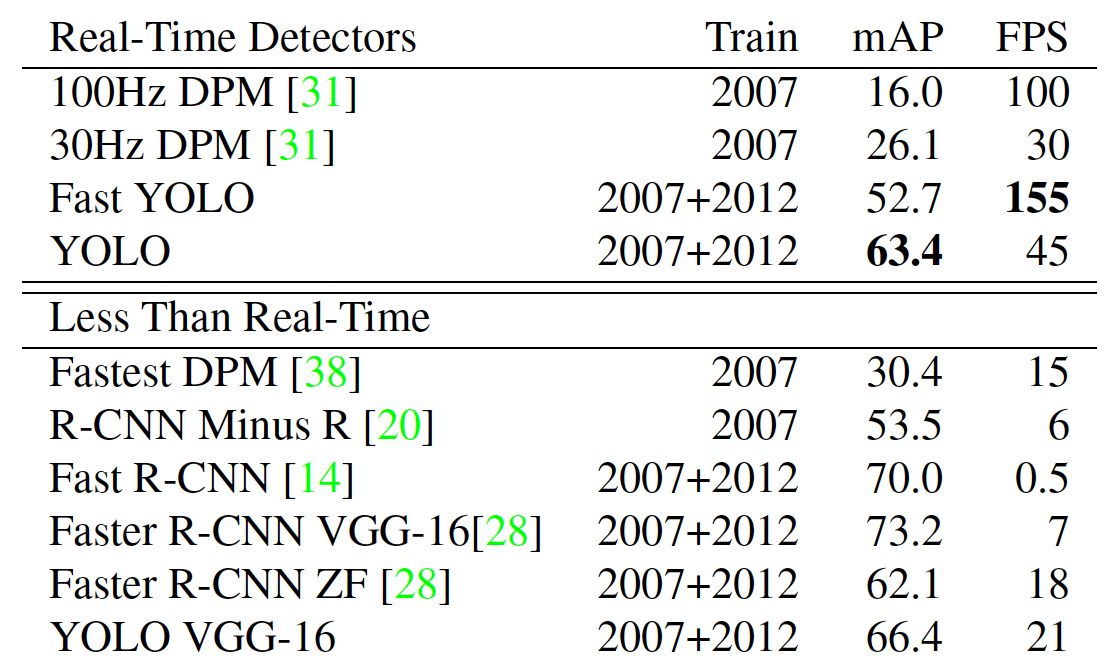 Real-Time Detectors Train mAP FPS
100Hz DPM [31] 2007 16.0 100
30Hz DPM [31] 2007 26.1 30
Fast YOLO 2007+2012 52.7 155
YOLO 2007+2012 63.4 45
Less Than Real-Time
Fastest DPM [38] 2007 30.4 15
R-CNN Minus R [20] 2007 53.5 6
Fast R-CNN [14] 2007+2012 70.0 0.5
Faster R-CNN VGG-16[28] 2007+2012 73.2 7
Faster R-CNN ZF [28] 2007+2012 62.1 18
YOLO VGG-16 2007+2012 66.4 21